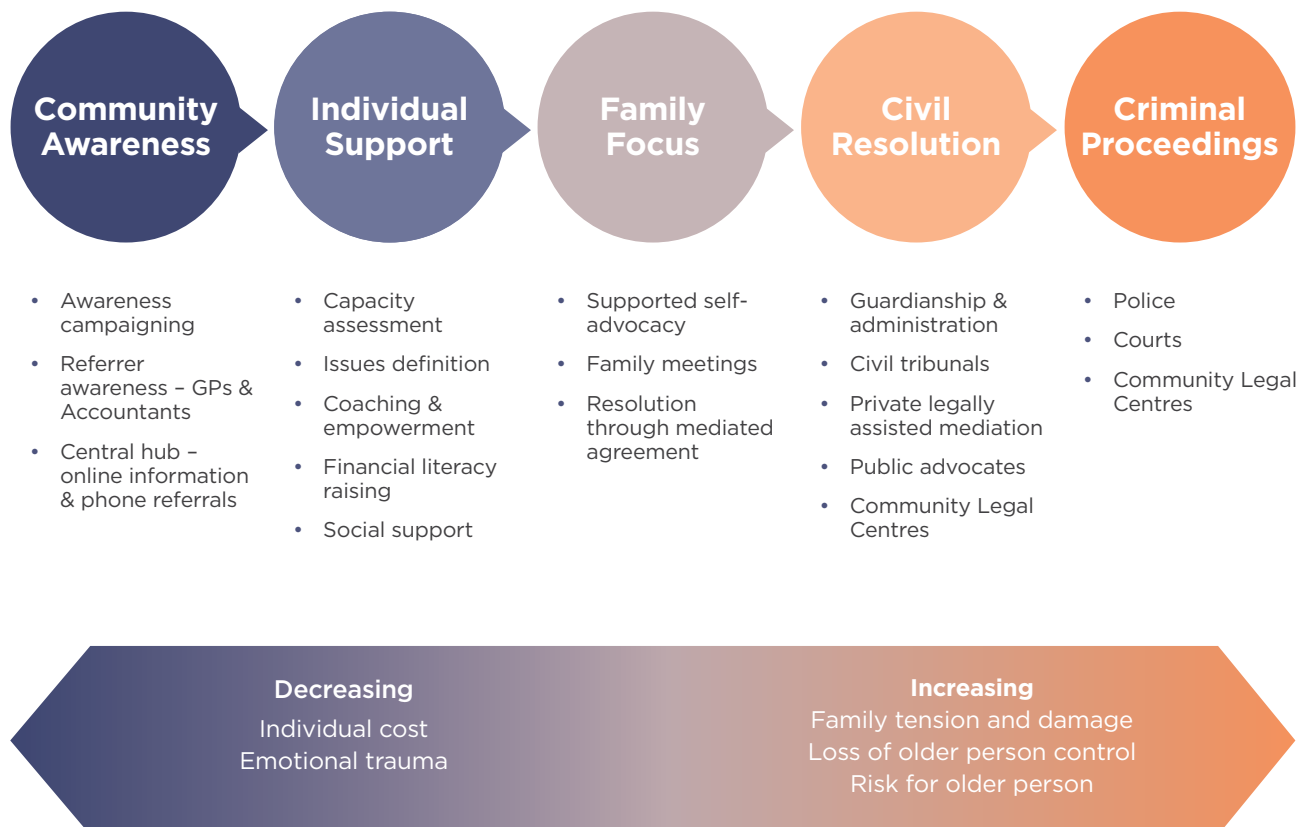 Community
Awareness
Individual
Support
Family
Focus
Civil
Resolution
Criminal
Proceedings
• Awareness
campaigning
• Referrer
awareness – GPs &
Accountants
• Central hub –
online information
& phone referrals
• Capacity
assessment
• Issues definition
• Coaching &
empowerment
• Financial literacy
raising
• Social support
• Supported self-
advocacy
• Family meetings
• Resolution
through mediated
agreement
• Guardianship &
administration
• Civil tribunals
• Private legally
assisted mediation
• Public advocates
• Community Legal
Centres
• Police
• Courts
• Community Legal
Centres
Decreasing
Individual cost
Emotional trauma
Increasing
Family tension and damage
Loss of older person control
Risk for older person